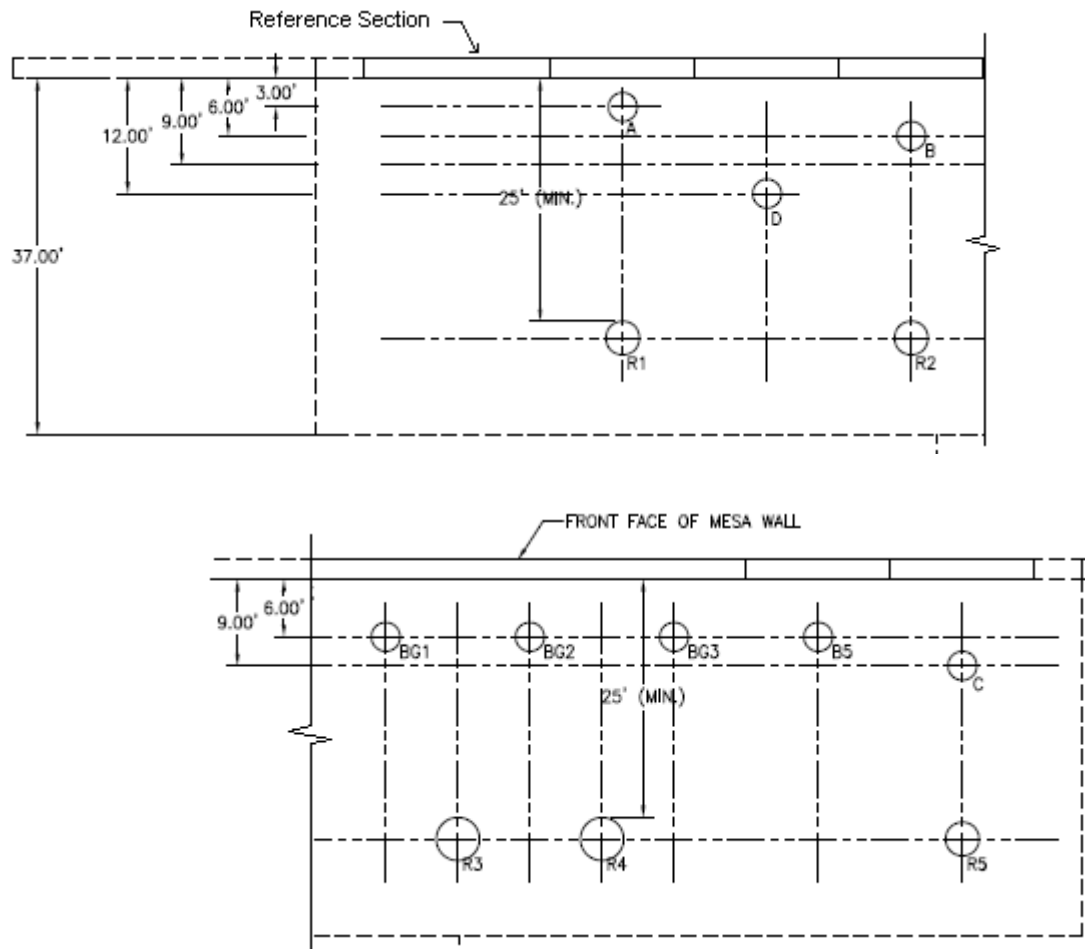 Reference Section
3.00'
6.00'
9.00'
12.00'
37.00'
25' (MIN.)
A
B
D
R1
R2
FRONT FACE OF MESA WALL
6.00'
9.00'
25' (MIN.)
BG1
BG2
BG3
B5
C
R3
R4
R5